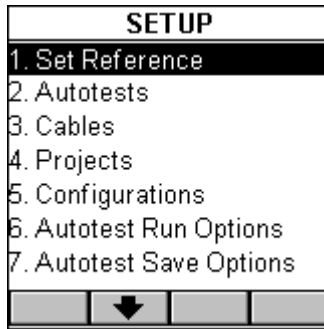 SETUP
1. Set Reference
2. Autotests
3. Cables
4. Projects
5. Configurations
6. Autotest Run Options
7. Autotest Save Options